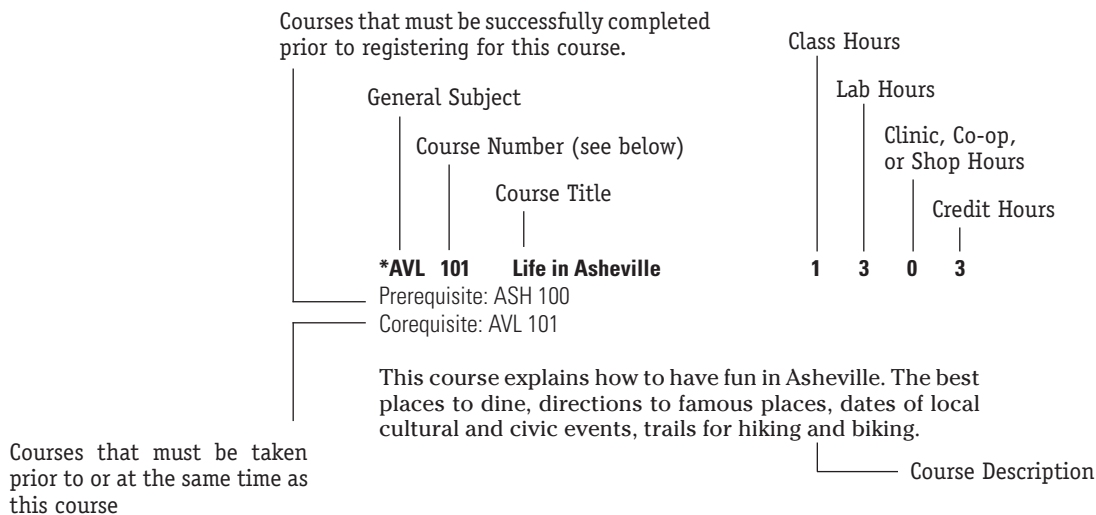 Courses that must be successfully completed
prior to registering for this course.
Class Hours
Lab Hours
General Subject
Clinic, Co-op,
or Shop Hours
Course Number (see below)
Course Title
Credit Hours
*AVL 101 Life in Asheville 1 3 0 3
Prerequisite: ASH 100
Corequisite: AVL 101
This course explains how to have fun in Asheville. The best
places to dine, directions to famous places, dates of local
cultural and civic events, trails for hiking and biking.
Courses that must be taken
prior to or at the same time as
this course
Course Description